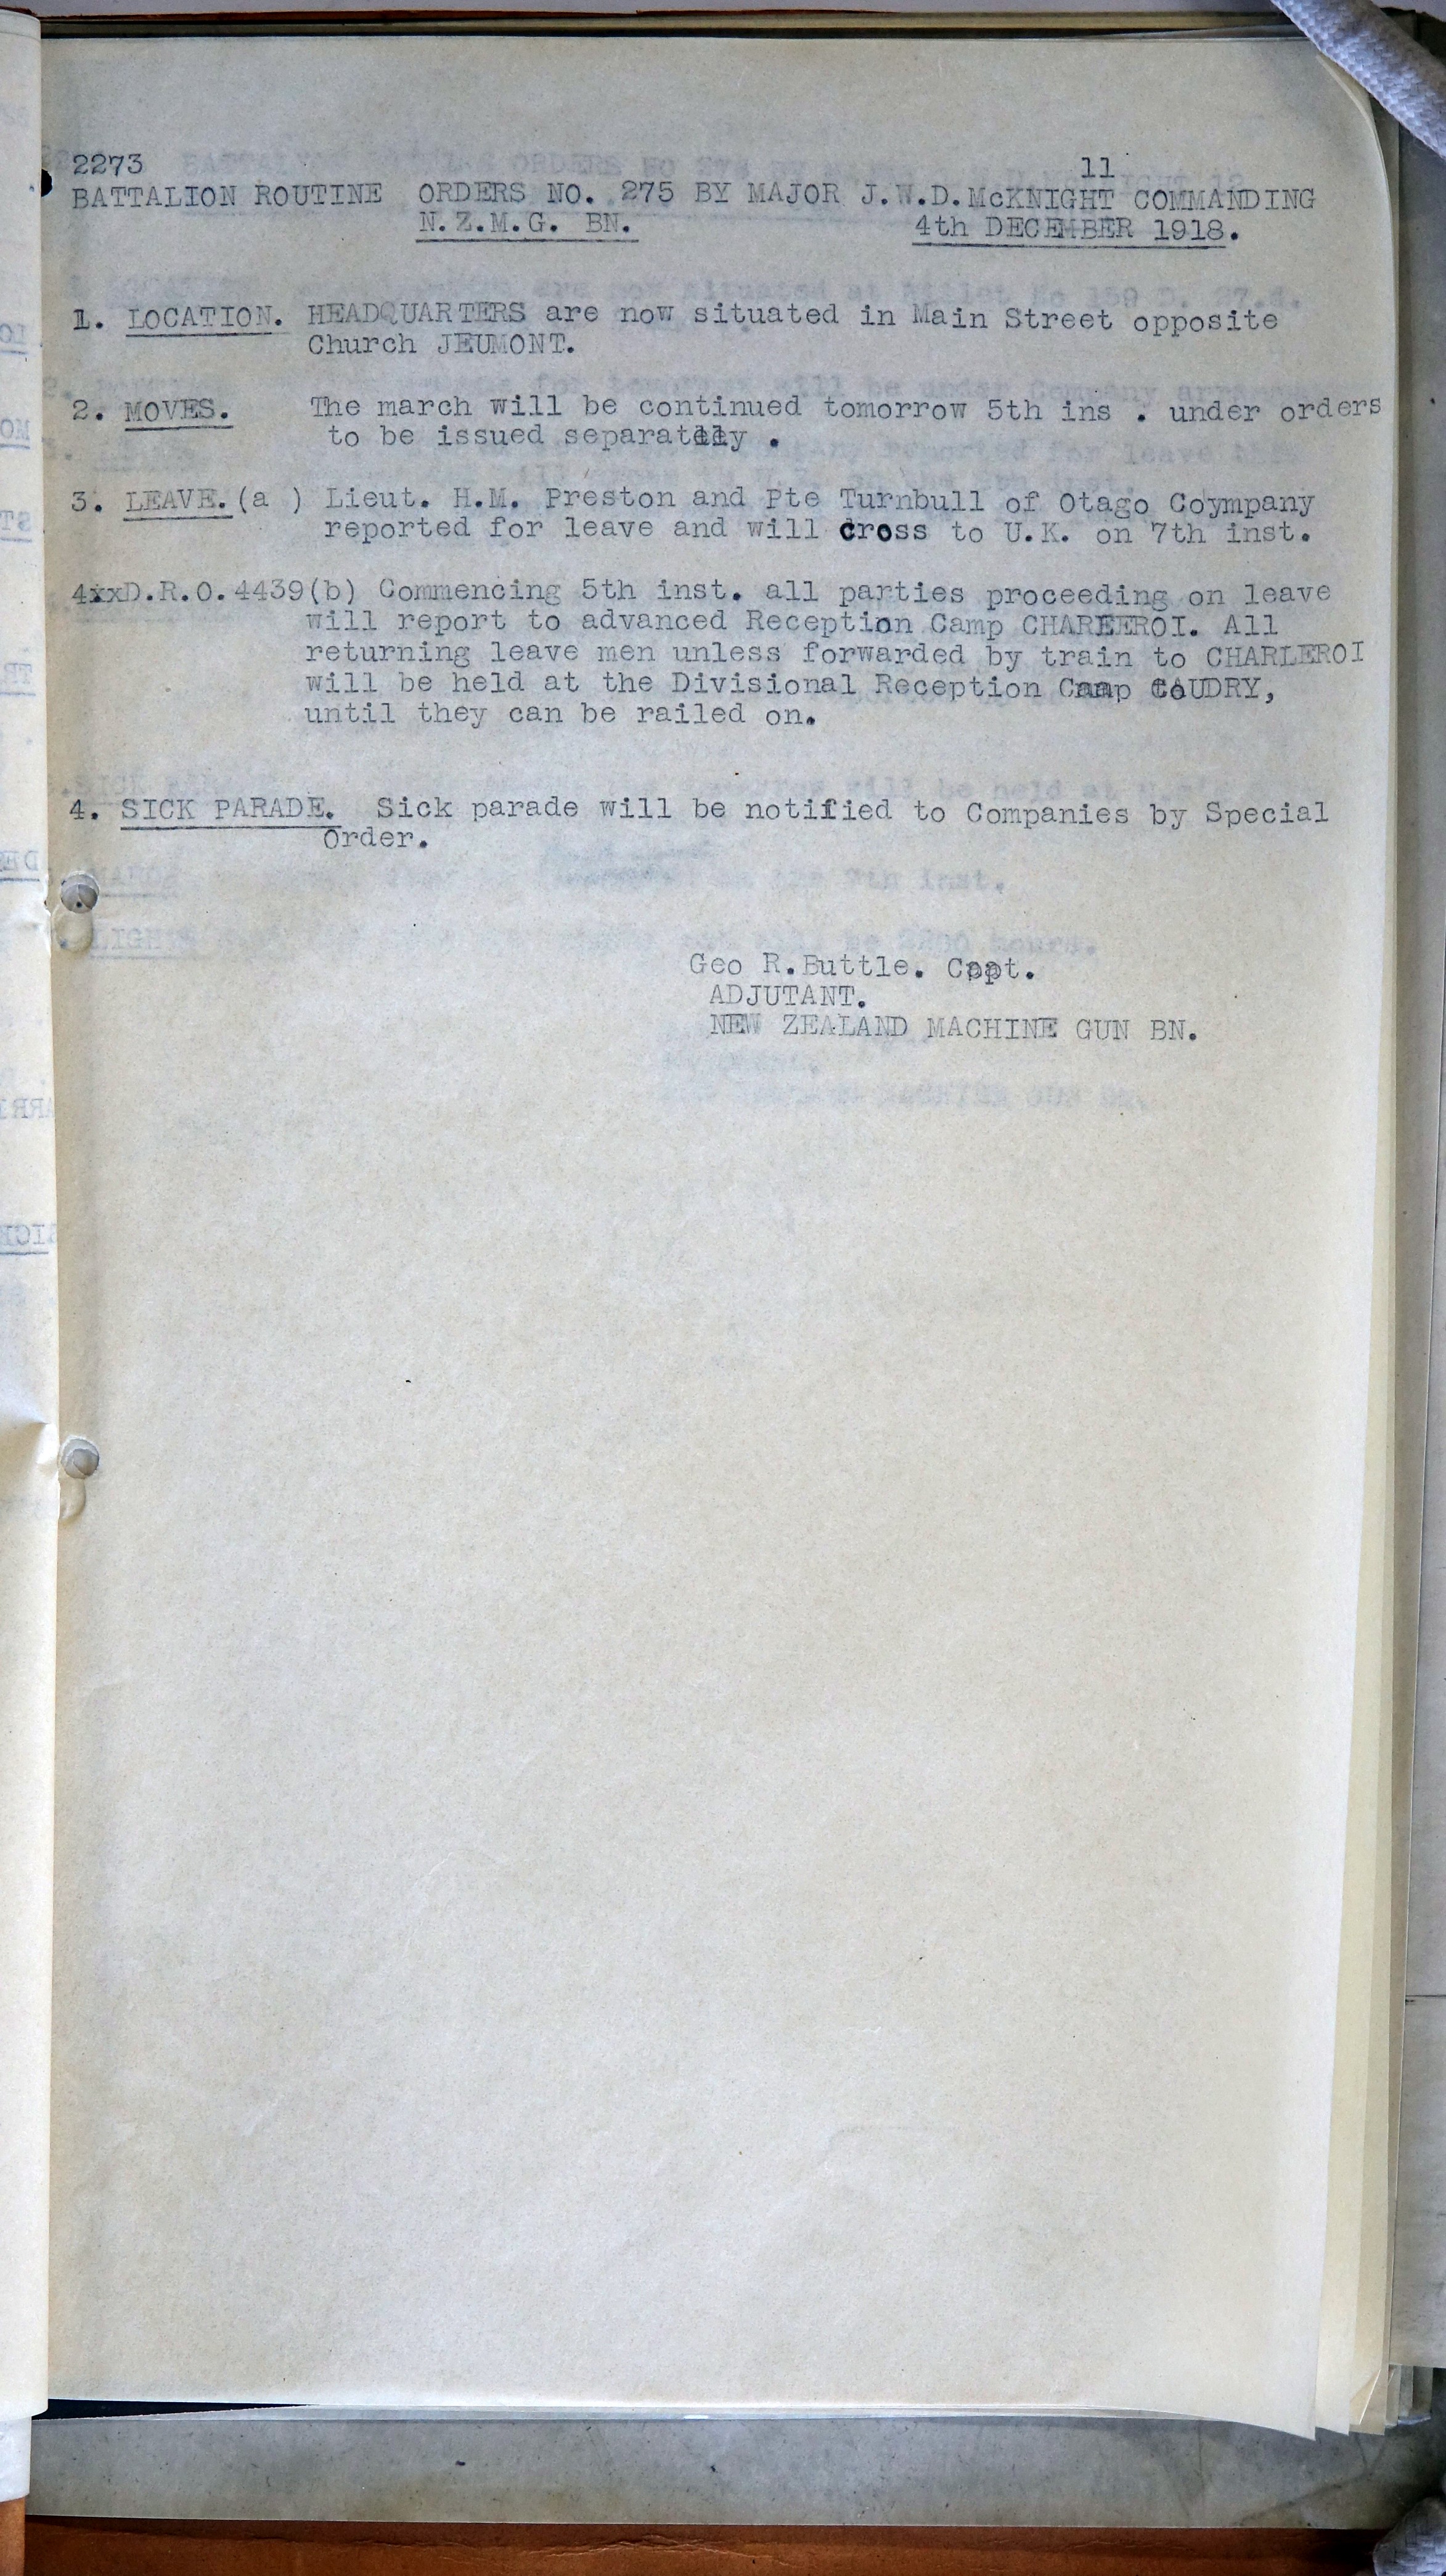 2273 11
BATTALION ROUTINE ORDERS NO. 275 BY MAJOR J.W.D.McKNIGHT COMMANDING
N.Z.M.G. BN. 4th DECEMBER 1918.
1. LOCATION. HEADQUARTERS are now situated in Main Street opposite
Church JEUMONT.
2. MOVES. The march will be continued tomorrow 5th ins . under orders
to be issued separately .
3. LEAVE.(a ) Lieut. H.M. Preston and Pte Turnbull of Otago Coympany
reported for leave and will cross to U.K. on 7th inst.
4xxD.R.O.4439(b) Commencing 5th inst. all parties proceeding on leave
will report to advanced Reception Camp CHARLEROI. All
returning leave men unless forwarded by train to CHARLEROI
will be held at the Divisional Reception Camp CAUDRY,
until they can be railed on.
4. SICK PARADE. Sick parade will be notified to Companies by Special
Order.
Geo R.Buttle. Capt.
ADJUTANT.
NEW ZEALAND MACHINE GUN BN.